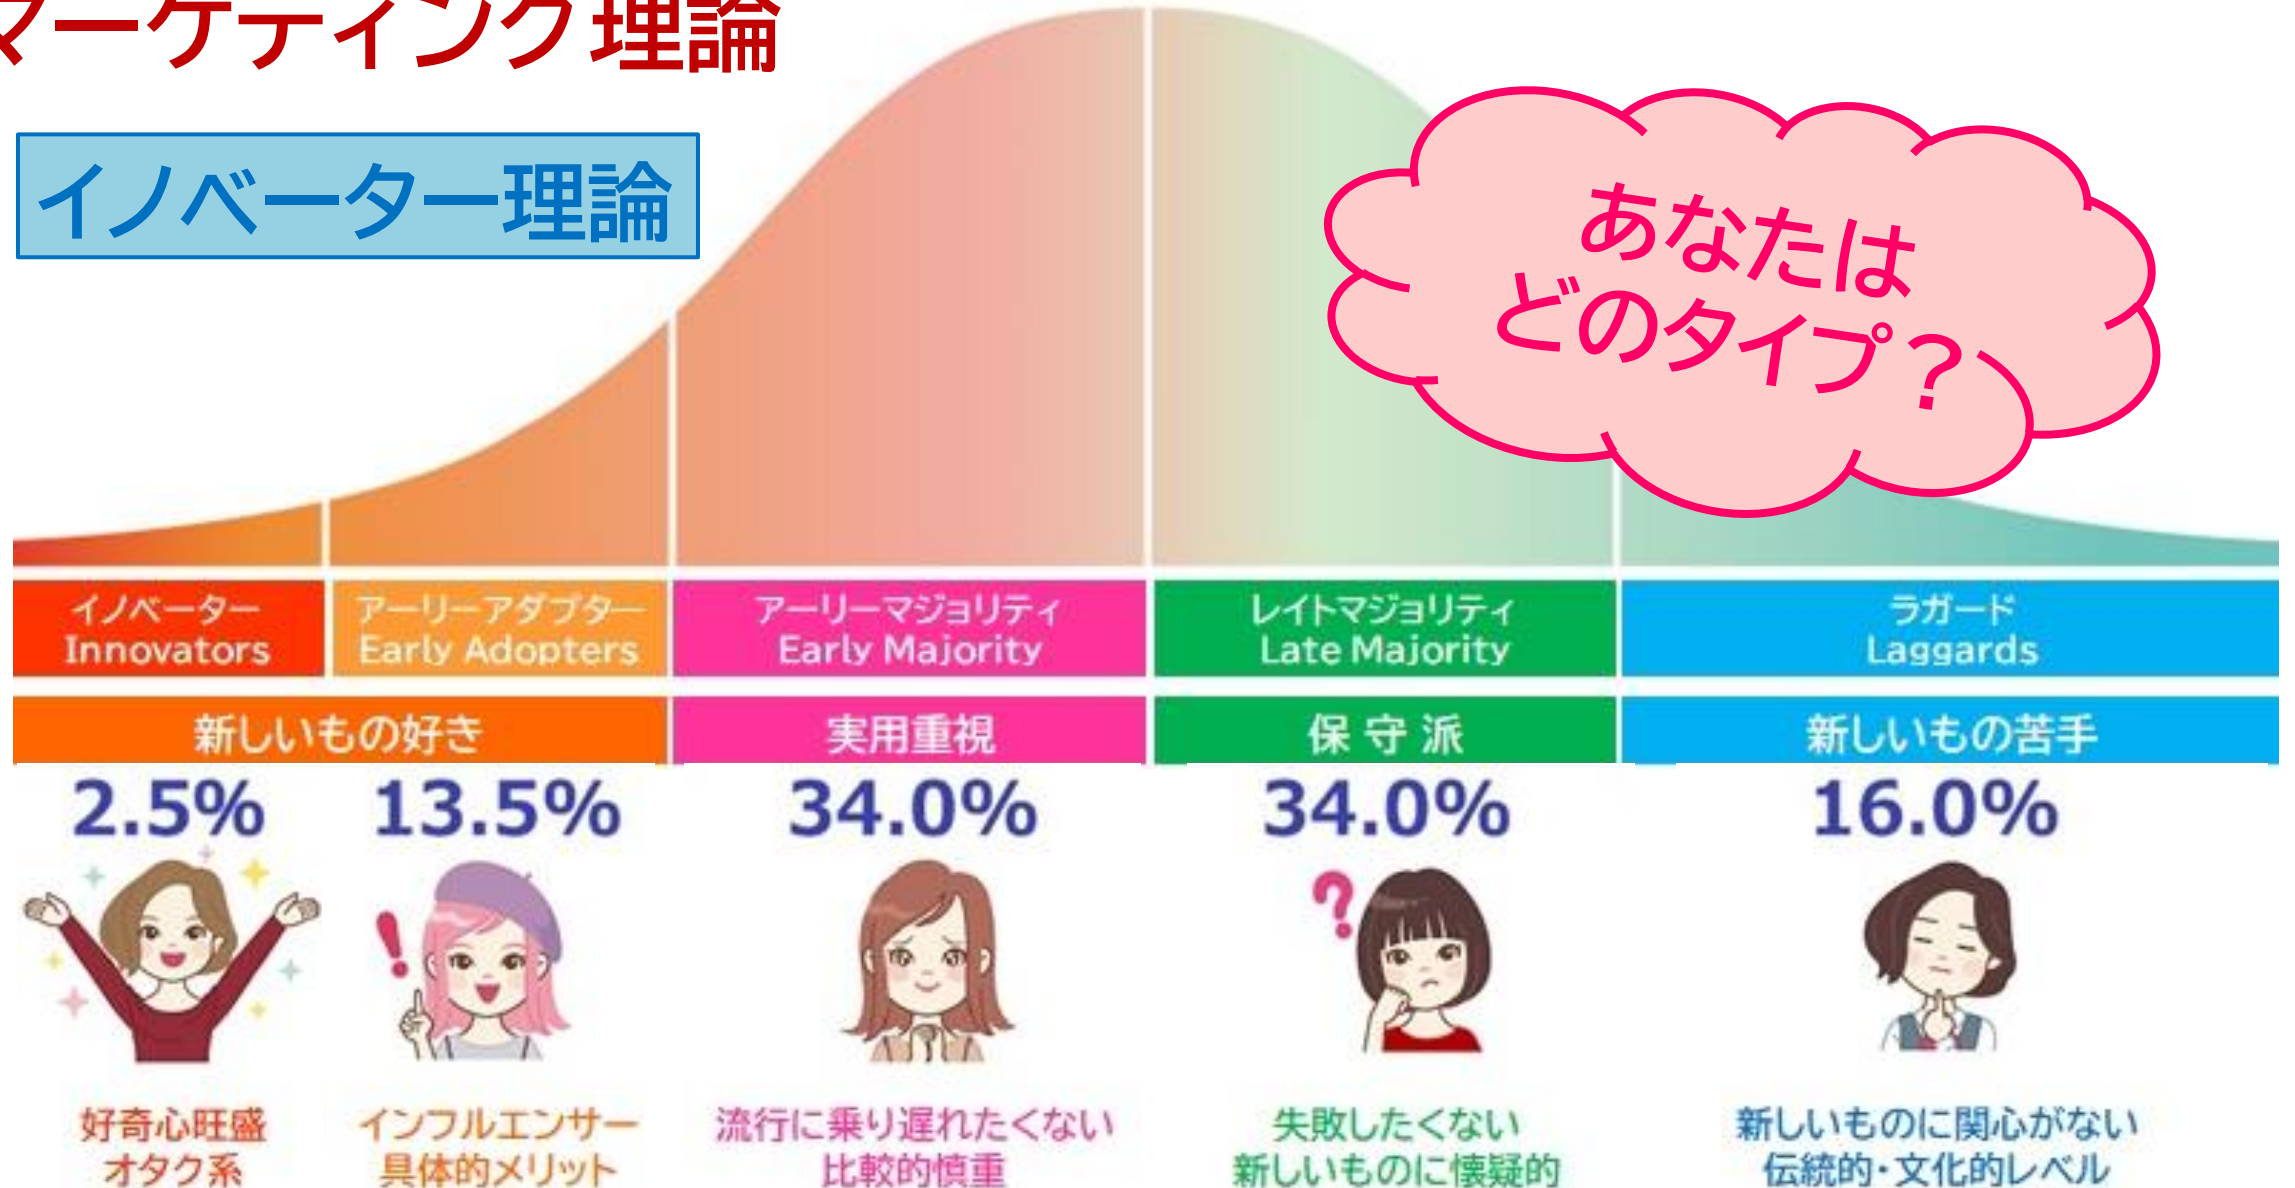 マーケティング理論
イノベーター理論
あなたは
どのタイプ？
イノベーター
Innovators
アーリーアダプター
Early Adopters
アーリーマジョリティ
Early Majority
レイトマジョリティ
Late Majority
ラガード
Laggards
新しいもの好き
実用重視
保 守 派
新しいもの苦手
2.5%
13.5%
34.0%
34.0%
16.0%
!
?
好奇心旺盛
オタク系
インフルエンサー
具体的メリット
流行に乗り遅れたくない
比較的慎重
失敗したくない
新しいものに懐疑的
新しいものに関心がない
伝統的・文化的レベル